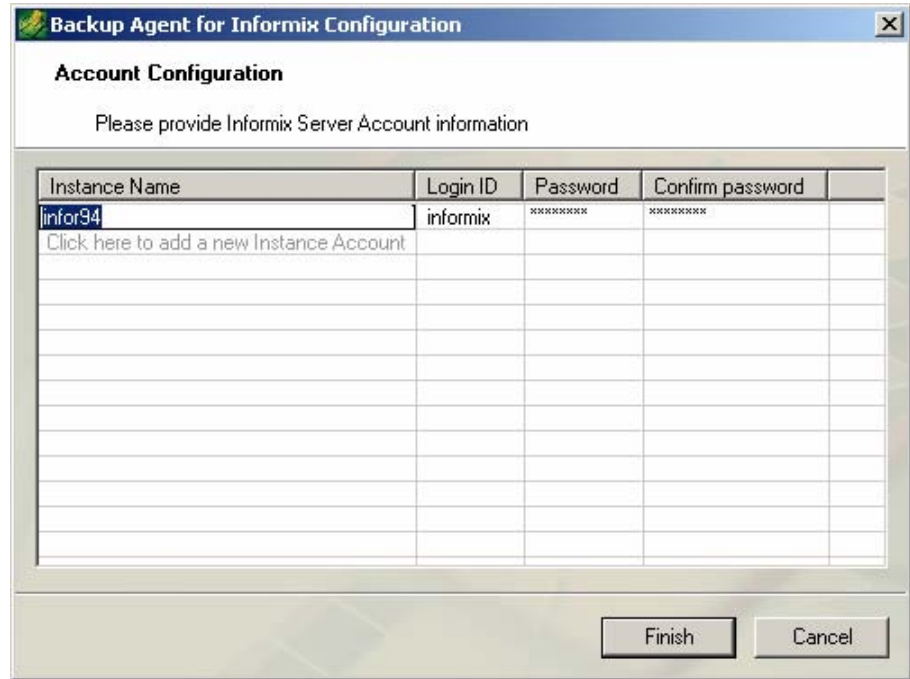 Backup Agent for Informix Configuration
Account Configuration
Please provide Informix Server Account information
Instance Name Login ID Password Confirm password
infor94 informix ******** ********
Click here to add a new Instance Account
Finish Cancel